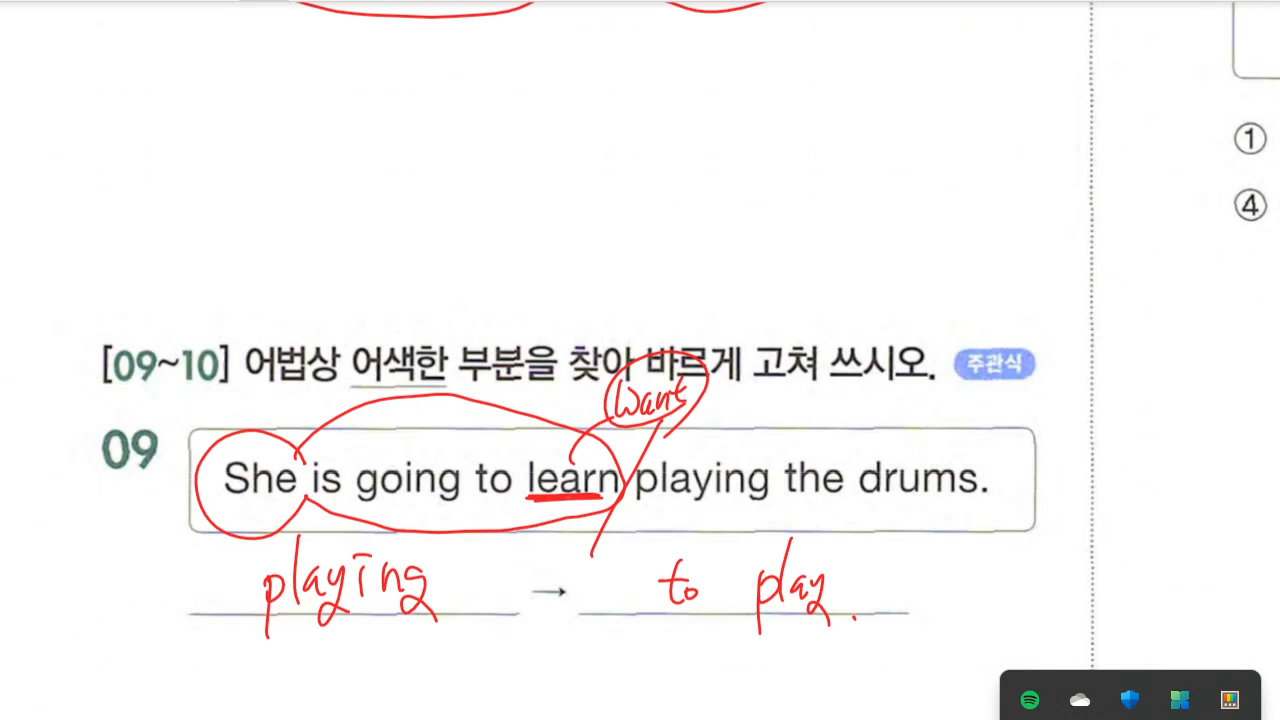 ①
④
[09~10] 어법상 어색한 부분을 찾아 바르게 고쳐 쓰시오. 주관식
want
09 She is going to learn playing the drums.
playing → to play.